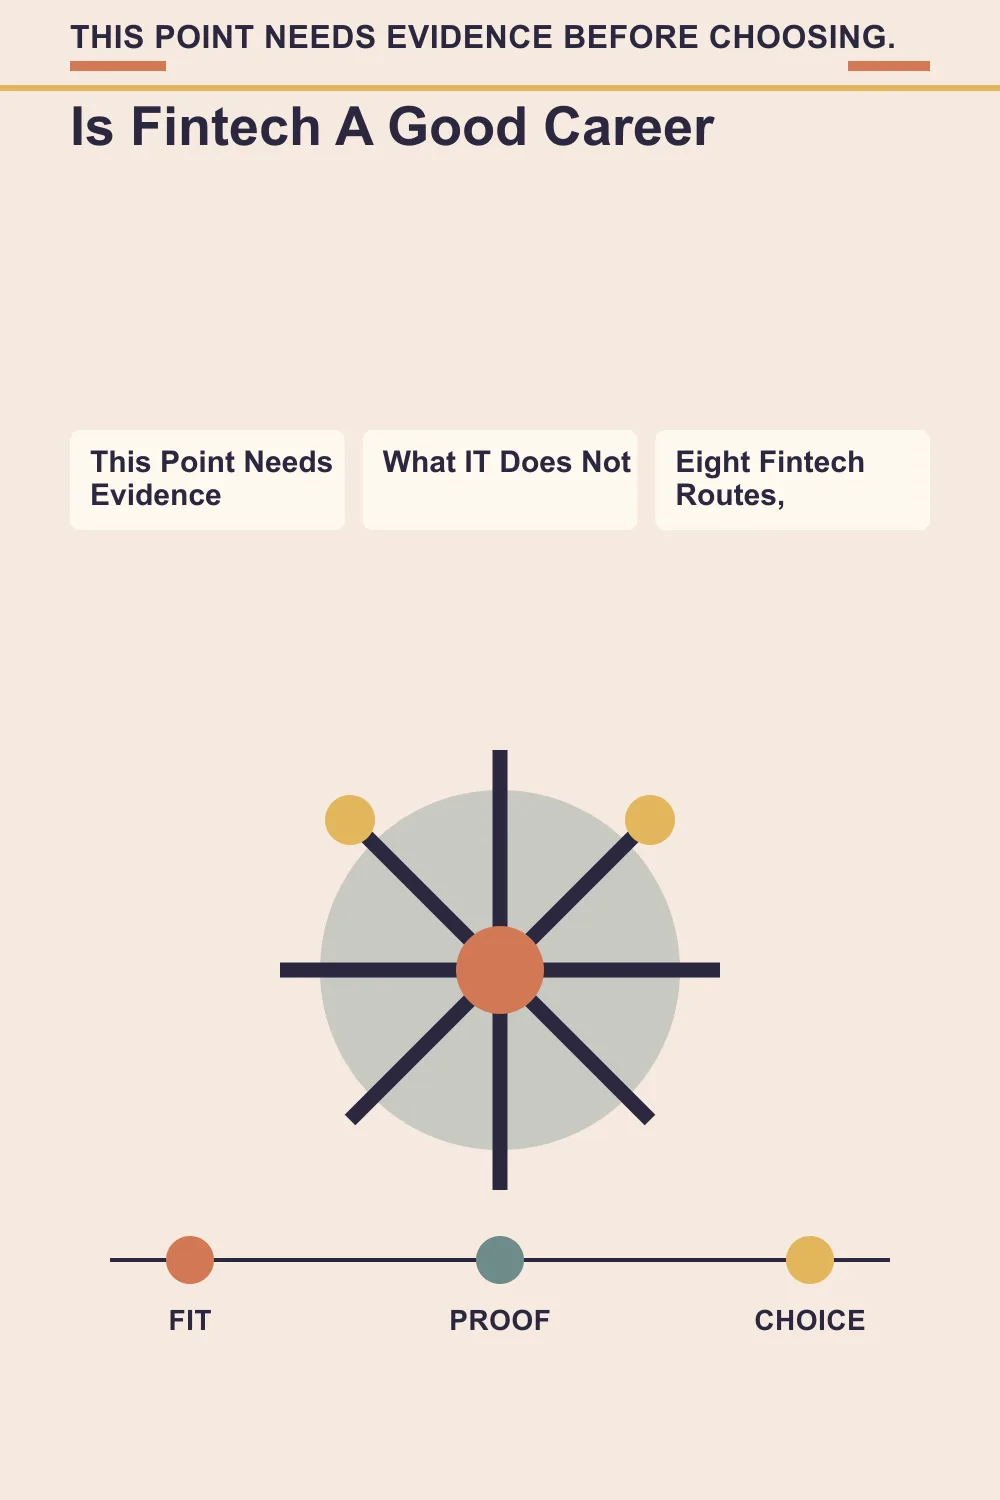 THIS POINT NEEDS EVIDENCE BEFORE CHOOSING.
Is Fintech A Good Career
This Point Needs
Evidence
What IT Does Not
Eight Fintech
Routes,
FIT
PROOF
CHOICE